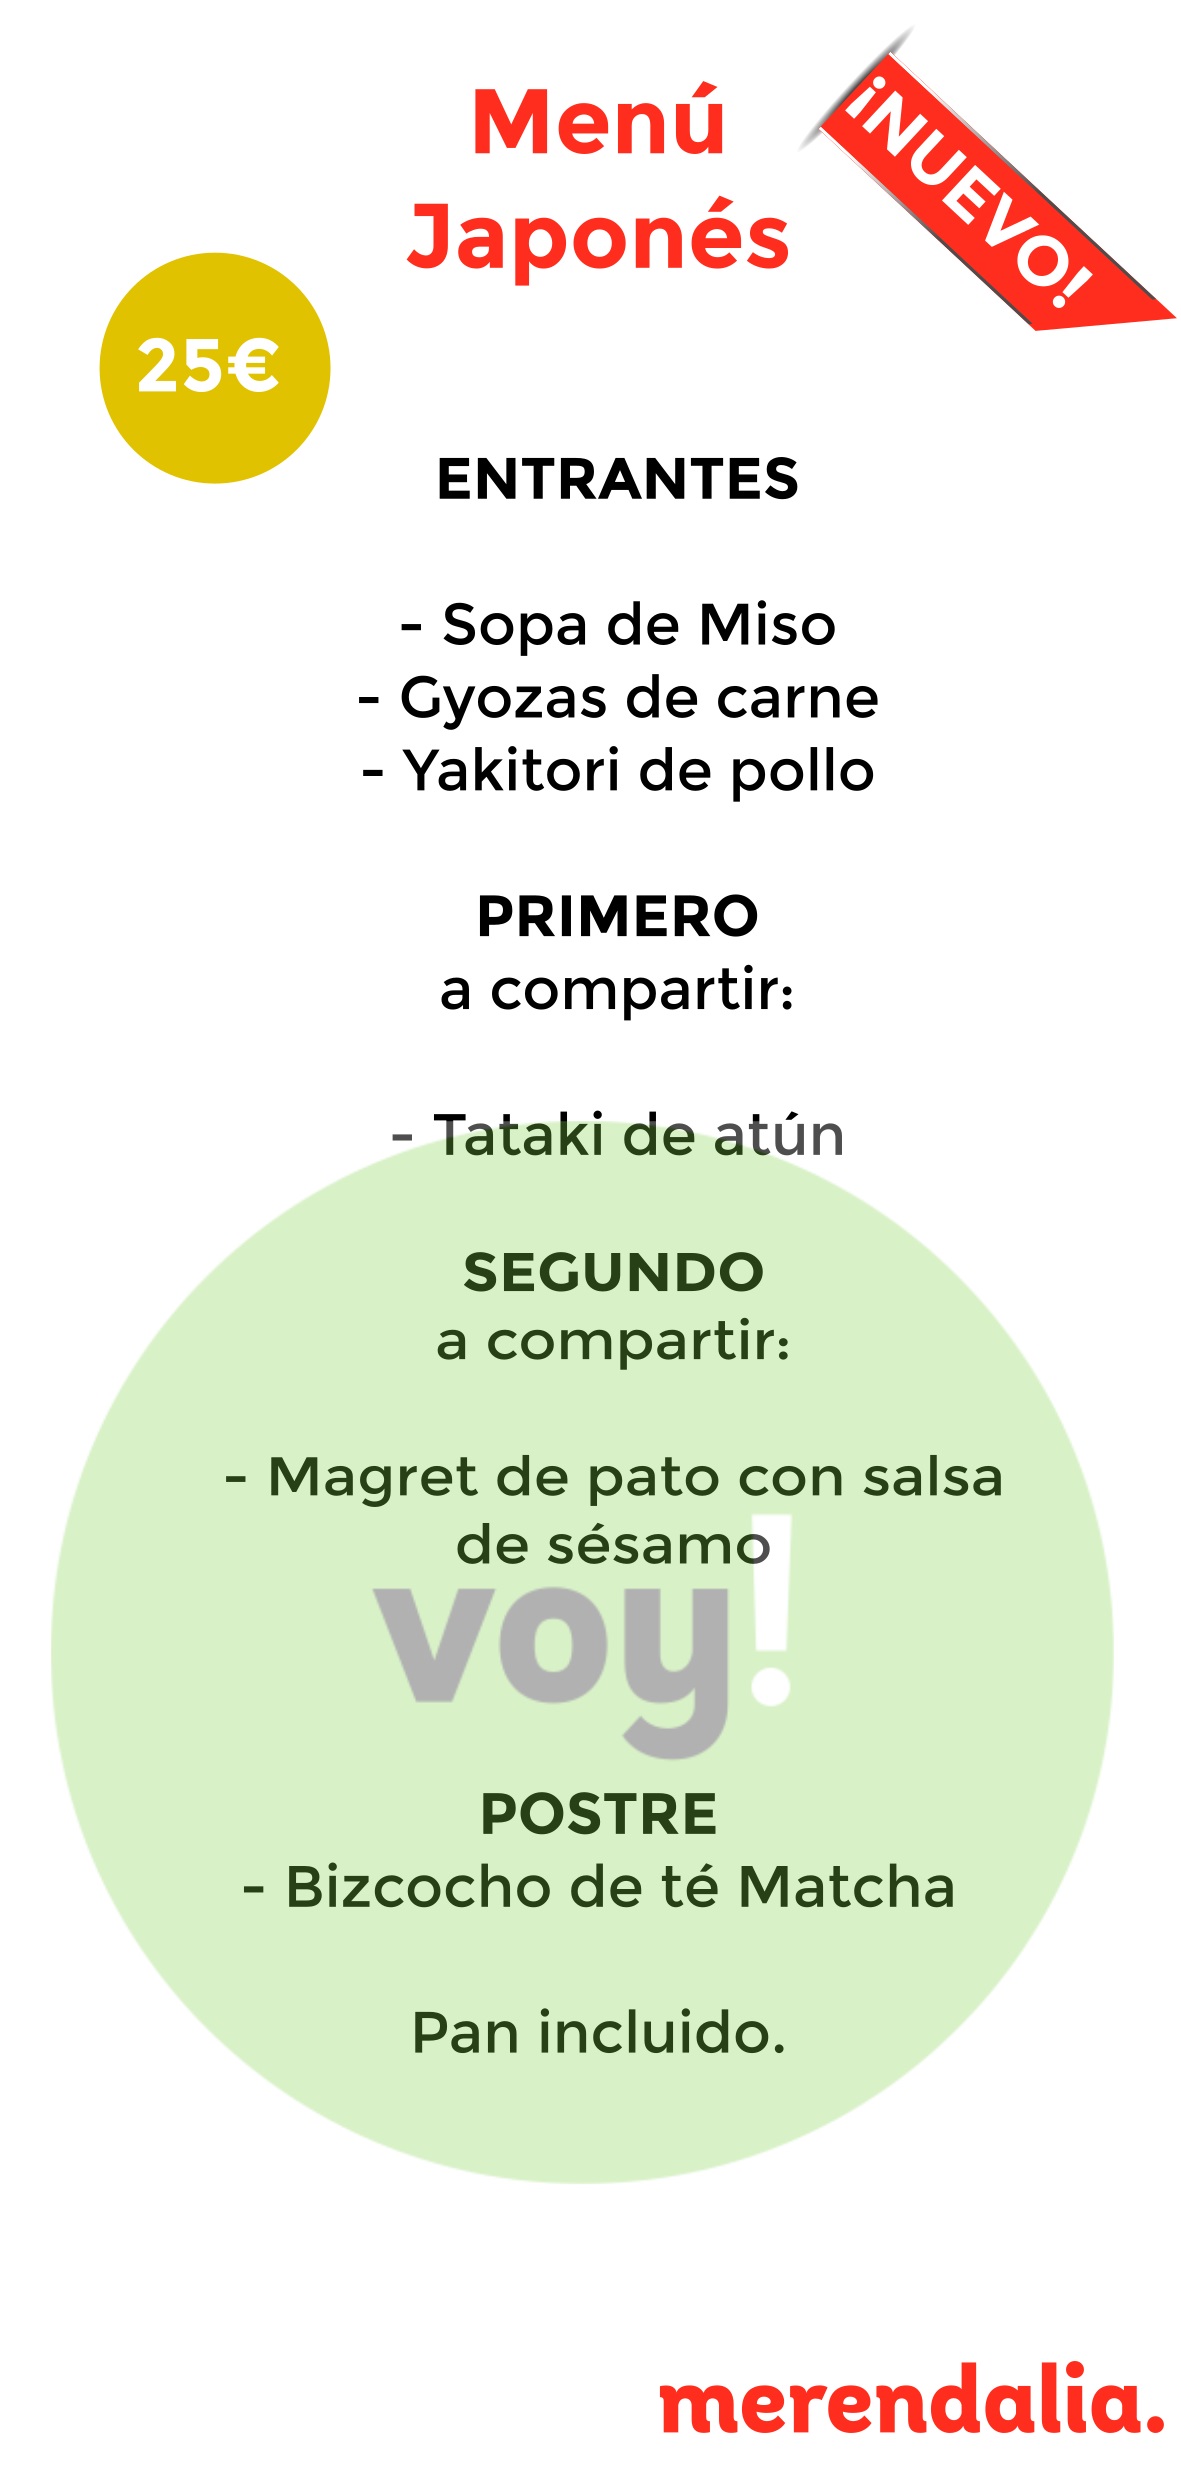 Menú
Japonés
¡NUEVO!
25€
ENTRANTES
- Sopa de Miso
- Gyozas de carne
- Yakitori de pollo
PRIMERO
a compartir:
- Tataki de atún
SEGUNDO
a compartir:
- Magret de pato con salsa
de sésamo
voy!
POSTRE
- Bizcocho de té Matcha
Pan incluido.
merendalia.